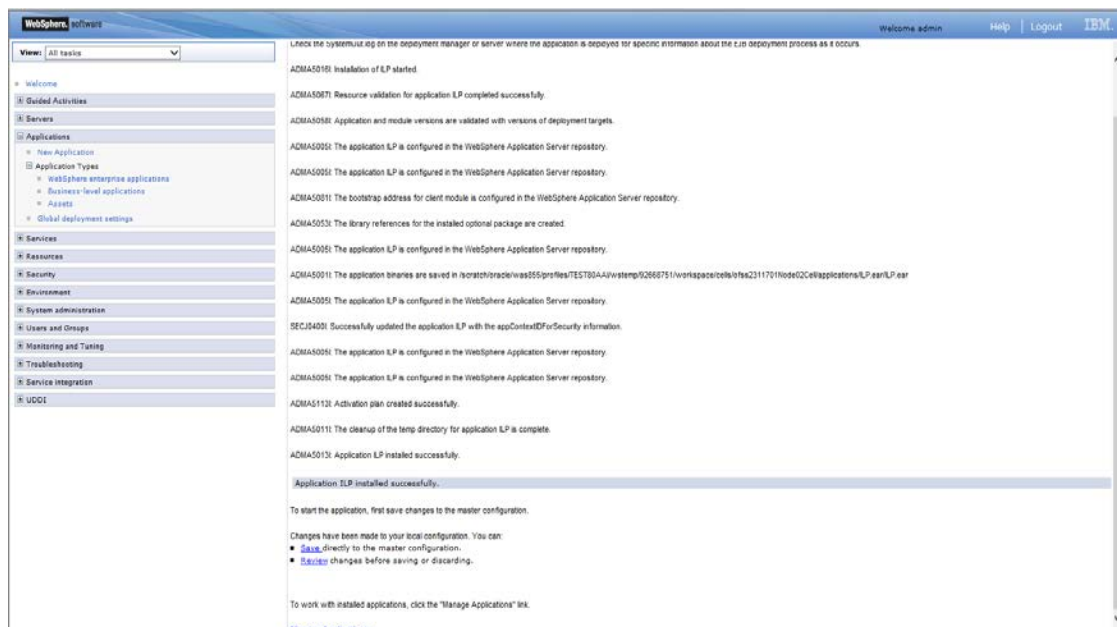 WebSphere. software
Welcome admin
Help | Logout
IBM.
View: All tasks
Welcome
Guided Activities
Servers
Applications
New Application
Application Types
WebSphere enterprise applications
Business-level applications
Assets
Global deployment settings
Services
Resources
Security
Environment
System administration
Users and Groups
Monitoring and Tuning
Troubleshooting
Service integration
UDDI
Check the SystemOut.log on the deployment manager or server where the application is deployed for specific information about the EJB deployment process as it occurs.
ADMA5016I: Installation of ILP started.
ADMA5067I: Resource validation for application ILP completed successfully.
ADMA5058I: Application and module versions are validated with versions of deployment targets.
ADMA5005I: The application ILP is configured in the WebSphere Application Server repository.
ADMA5005I: The application ILP is configured in the WebSphere Application Server repository.
ADMA5081I: The bootstrap address for client module is configured in the WebSphere Application Server repository.
ADMA5053I: The library references for the installed optional package are created.
ADMA5005I: The application ILP is configured in the WebSphere Application Server repository.
ADMA5001I: The application binaries are saved in /scratch/oracle/was855/profiles/TEST80AAI/wstemp/92668751/workspace/cells/ofss2311701Node02Cell/applications/ILP.ear/ILP.ear
ADMA5005I: The application ILP is configured in the WebSphere Application Server repository.
SECJ0400I: Successfully updated the application ILP with the appContextIDForSecurity information.
ADMA5005I: The application ILP is configured in the WebSphere Application Server repository.
ADMA5005I: The application ILP is configured in the WebSphere Application Server repository.
ADMA5113I: Activation plan created successfully.
ADMA5011I: The cleanup of the temp directory for application ILP is complete.
ADMA5013I: Application ILP installed successfully.
Application ILP installed successfully.
To start the application, first save changes to the master configuration.
Changes have been made to your local configuration. You can:
Save directly to the master configuration.
Review changes before saving or discarding.
To work with installed applications, click the "Manage Applications" link.